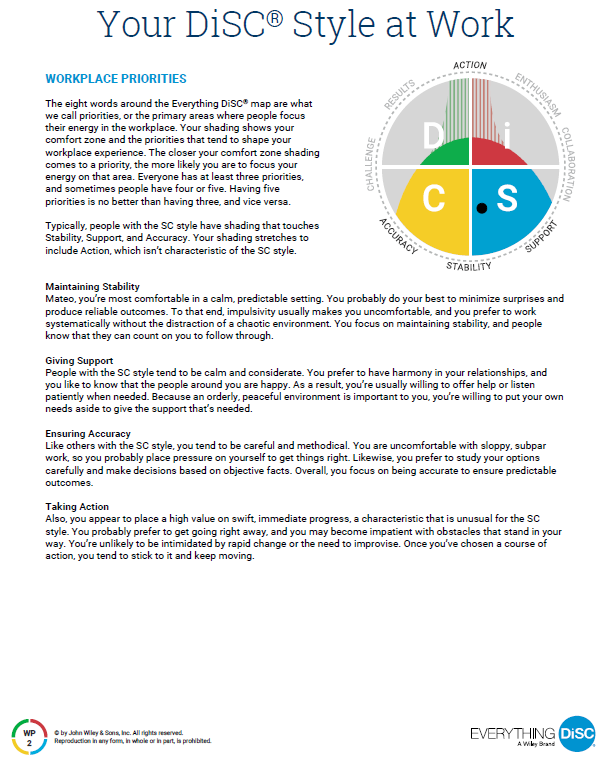 Your DiSC® Style at Work
WORKPLACE PRIORITIES
The eight words around the Everything DiSC® map are what
we call priorities, or the primary areas where people focus
their energy in the workplace. Your shading shows your
comfort zone and the priorities that tend to shape your
workplace experience. The closer your comfort zone shading
comes to a priority, the more likely you are to focus your
energy on that area. Everyone has at least three priorities,
and sometimes people have four or five. Having five
priorities is no better than having three, and vice versa.
Typically, people with the SC style have shading that touches
Stability, Support, and Accuracy. Your shading stretches to
include Action, which isn't characteristic of the SC style.
ACTION
ENTHUSIASM
COLLABORATION
SUPPORT
STABILITY
ACCURACY
CHALLENGE
RESULTS
D
i
C
S
Maintaining Stability
Mateo, you're most comfortable in a calm, predictable setting. You probably do your best to minimize surprises and
produce reliable outcomes. To that end, impulsivity usually makes you uncomfortable, and you prefer to work
systematically without the distraction of a chaotic environment. You focus on maintaining stability, and people
know that they can count on you to follow through.
Giving Support
People with the SC style tend to be calm and considerate. You prefer to have harmony in your relationships, and
you like to know that the people around you are happy. As a result, you're usually willing to offer help or listen
patiently when needed. Because an orderly, peaceful environment is important to you, you're willing to put your own
needs aside to give the support that's needed.
Ensuring Accuracy
Like others with the SC style, you tend to be careful and methodical. You are uncomfortable with sloppy, subpar
work, so you probably place pressure on yourself to get things right. Likewise, you prefer to study your options
carefully and make decisions based on objective facts. Overall, you focus on being accurate to ensure predictable
outcomes.
Taking Action
Also, you appear to place a high value on swift, immediate progress, a characteristic that is unusual for the SC
style. You probably prefer to get going right away, and you may become impatient with obstacles that stand in your
way. You're unlikely to be intimidated by rapid change or the need to improvise. Once you've chosen a course of
action, you tend to stick to it and keep moving.
WP
2
© by John Wiley & Sons, Inc. All rights reserved.
Reproduction in any form, in whole or in part, is prohibited.
EVERYTHING DiSC®
A Wiley Brand